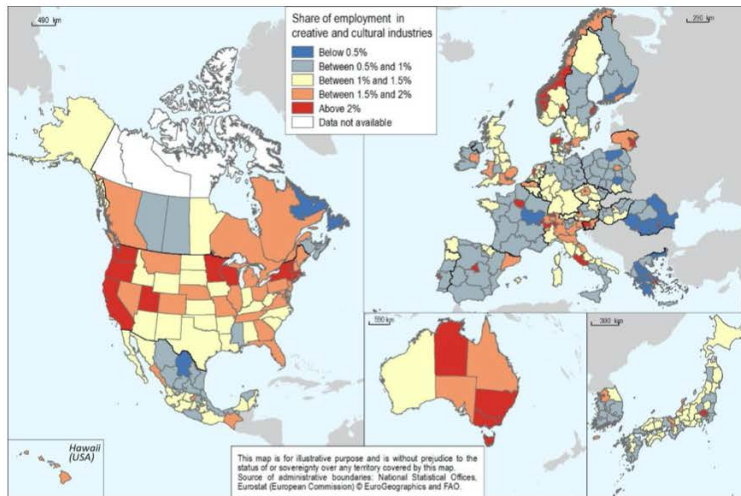 490 km
Share of employment in
creative and cultural industries
Below 0.5%
Between 0.5% and 1%
Between 1% and 1.5%
Between 1.5% and 2%
Above 2%
Data not available
Hawaii
(USA)
This map is for illustrative purpose and is without prejudice to the
status of or sovereignty over any territory covered by this map.
Source of administrative boundaries: National Statistical Offices,
Eurostat (European Commission) © EuroGeographics and FAO.